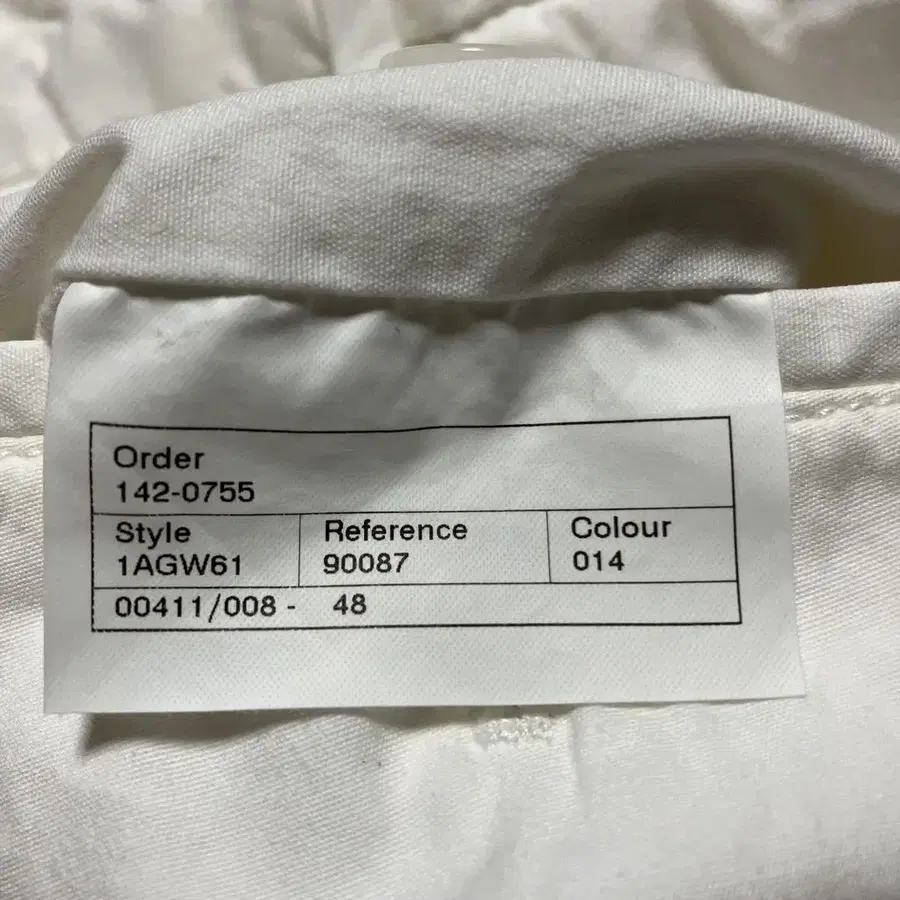 Order
142-0755
Style Reference Colour
1AGW61 90087 014
00411/008 - 48